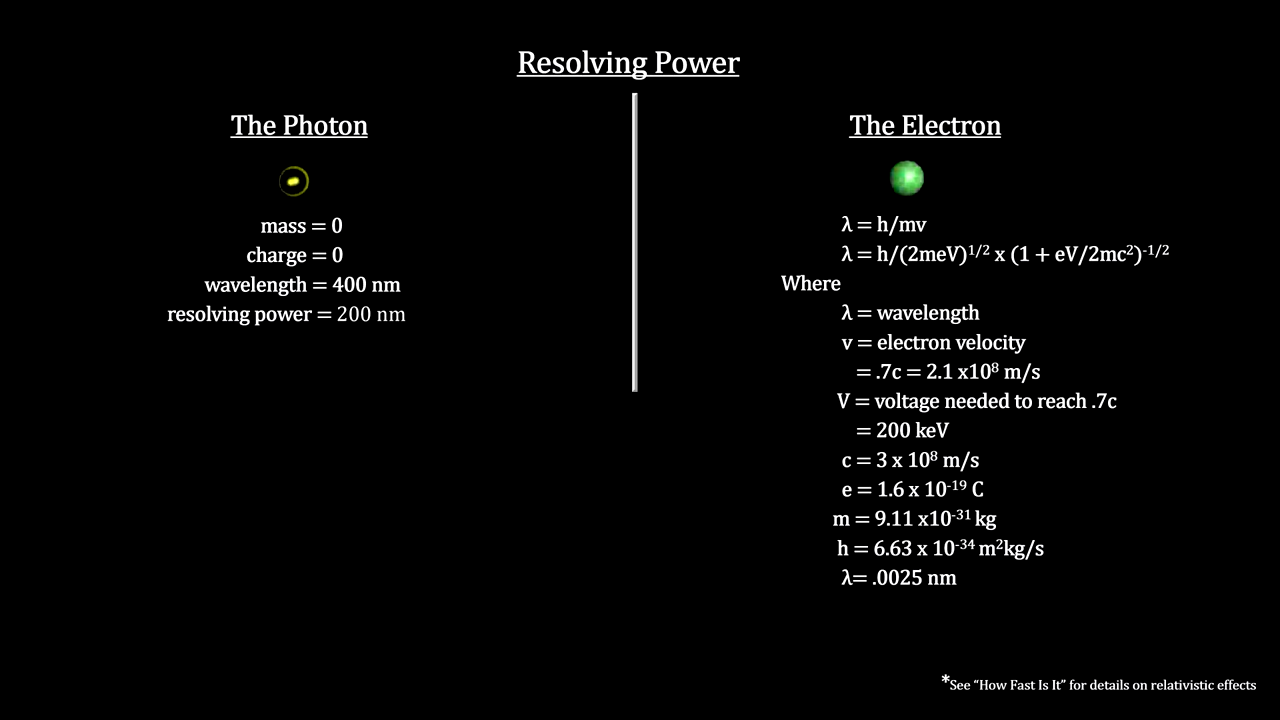 Resolving Power
The Photon
mass = 0
charge = 0
wavelength = 400 nm
resolving power = 200 nm
The Electron
λ = h/mv
λ = h/(2meV)^1/2 x (1 + eV/2mc²)^-1/2
Where
λ = wavelength
v = electron velocity
= .7c = 2.1 x10⁸ m/s
V = voltage needed to reach .7c
= 200 keV
c = 3 x 10⁸ m/s
e = 1.6 x 10⁻¹⁹ C
m = 9.11 x10⁻³¹ kg
h = 6.63 x 10⁻³⁴ m²kg/s
λ= .0025 nm
*See “How Fast Is It” for details on relativistic effects